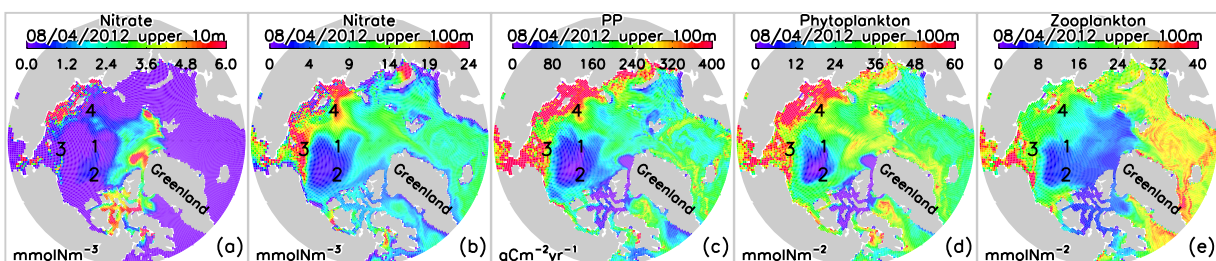 Nitrate
08/04/2012 upper 10m
0.0 1.2 2.4 3.6 4.8 6.0
4
3
1
2
Greenland
mmolNm⁻³
(a)
Nitrate
08/04/2012 upper 100m
0 4 9 14 19 24
4
3
1
2
Greenland
mmolNm⁻³
(b)
PP
08/04/2012 upper 100m
0 80 160 240 320 400
4
3
1
2
Greenland
gCm⁻²yr⁻¹
(c)
Phytoplankton
08/04/2012 upper 100m
0 12 24 36 48 60
4
3
1
2
Greenland
mmolNm⁻²
(d)
Zooplankton
08/04/2012 upper 100m
0 8 16 24 32 40
4
3
1
2
Greenland
mmolNm⁻²
(e)